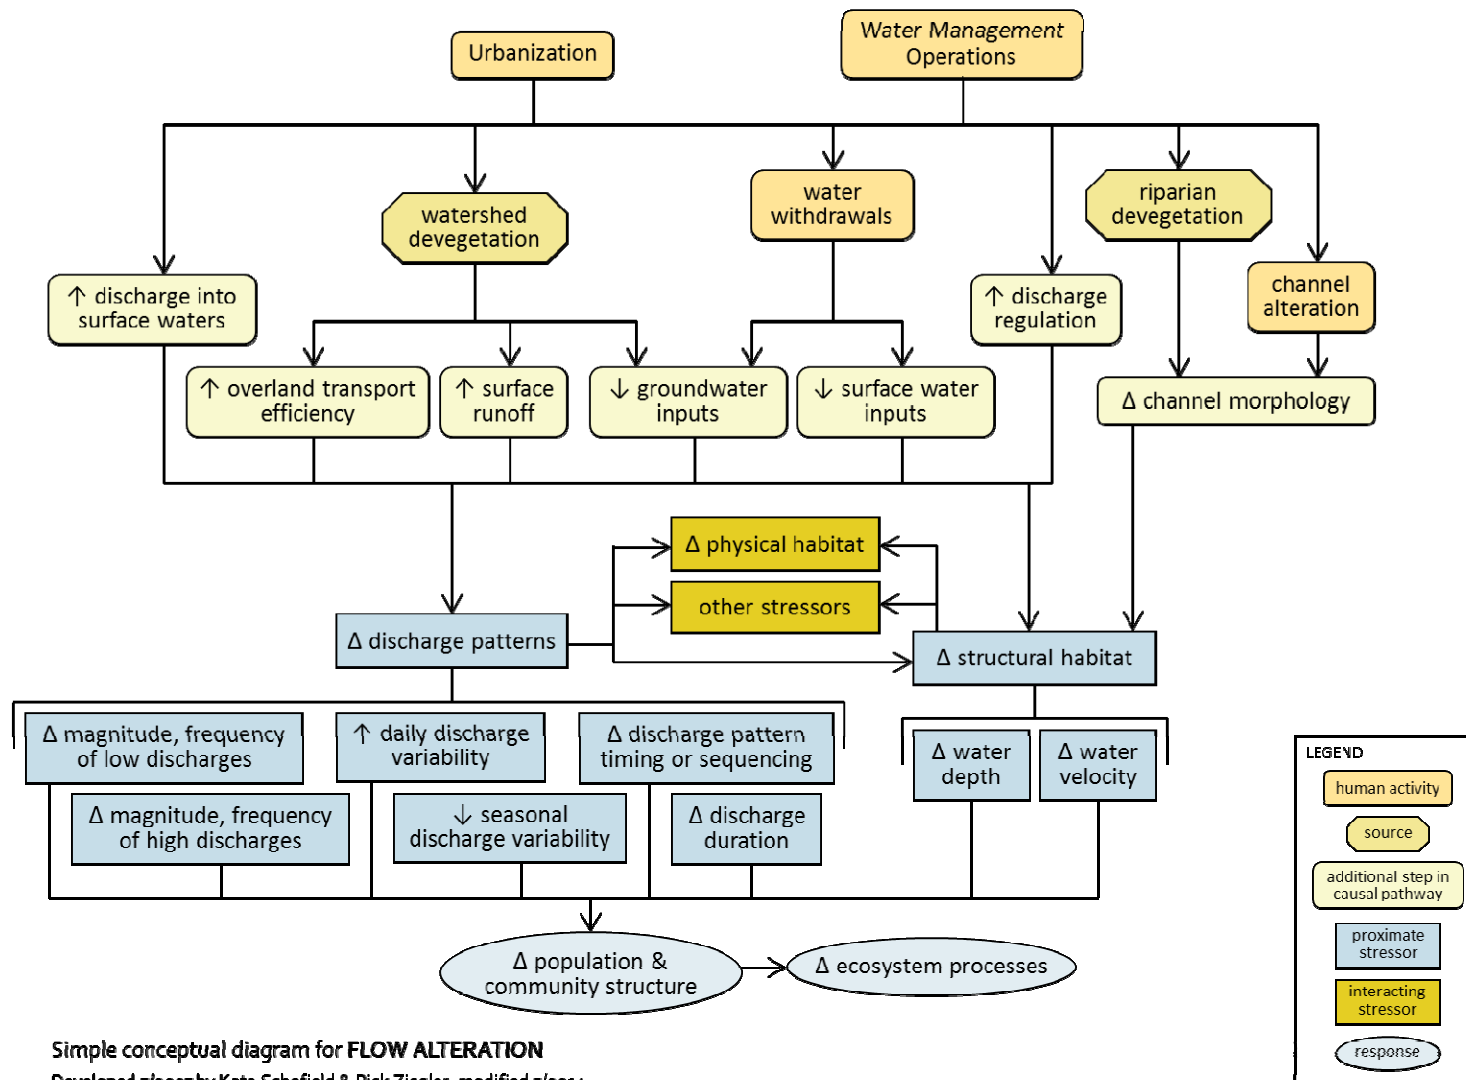 Urbanization
Water Management
Operations
watershed
devegetation
water
withdrawals
riparian
devegetation
↑ discharge into
surface waters
↑ discharge
regulation
channel
alteration
↑ overland transport
efficiency
↑ surface
runoff
↓ groundwater
inputs
↓ surface water
inputs
Δ channel morphology
Δ physical habitat
other stressors
Δ discharge patterns
Δ structural habitat
Δ magnitude, frequency
of low discharges
↑ daily discharge
variability
Δ discharge pattern
timing or sequencing
Δ water
depth
Δ water
velocity
Δ magnitude, frequency
of high discharges
↓ seasonal
discharge variability
Δ discharge
duration
Δ population &
community structure
Δ ecosystem processes
LEGEND
human activity
source
additional step in
causal pathway
proximate
stressor
interacting
stressor
response
Simple conceptual diagram for FLOW ALTERATION